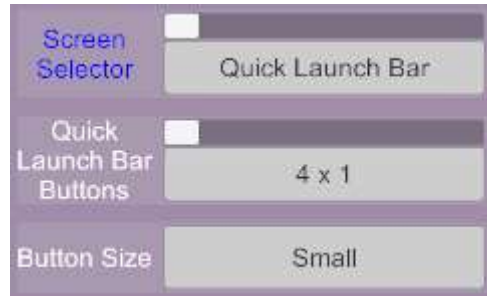 Screen
Selector
Quick Launch Bar
Quick
Launch Bar
Buttons
4 x 1
Button Size
Small